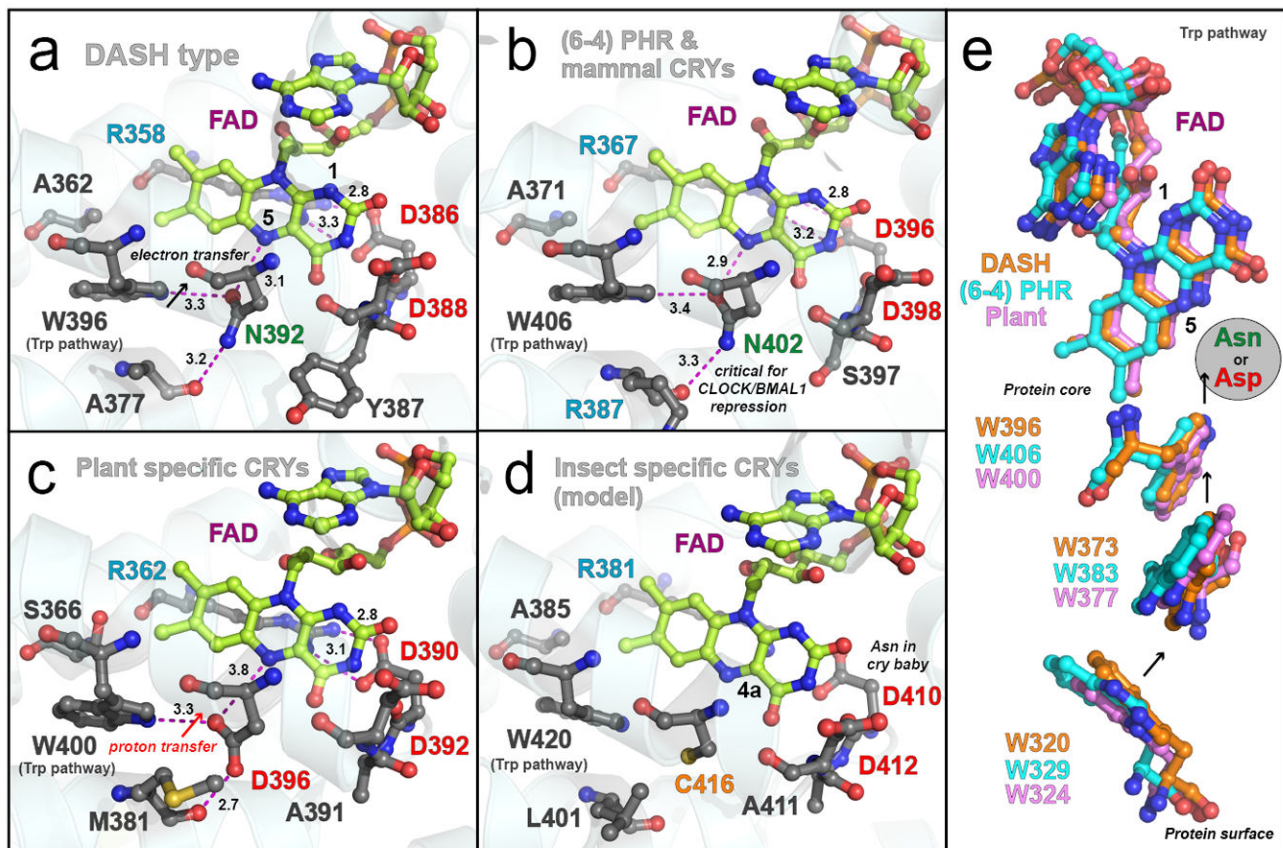 a
DASH type
FAD
R358
1
2.8
A362
3.3
D386
5
electron transfer
3.1
3.3
D388
W396
(Trp pathway)
N392
3.2
A377
Y387
b
(6-4) PHR &
mammal CRYs
FAD
R367
A371
2.8
3.2
D396
2.9
3.4
D398
W406
(Trp pathway)
N402
3.3
critical for
CLOCK/BMAL1
repression
S397
R387
c
Plant specific CRYs
FAD
R362
S366
2.8
3.1
D390
3.8
3.3
D392
W400
(Trp pathway)
proton transfer
D396
A391
M381
2.7
d
Insect specific CRYs
(model)
FAD
R381
A385
Asn in
cry baby
4a
D410
W420
(Trp pathway)
D412
C416
A411
L401
e
Trp pathway
FAD
1
DASH
(6-4) PHR
Plant
5
Asn
or
Asp
Protein core
W396
W406
W400
W373
W383
W377
W320
W329
W324
Protein surface